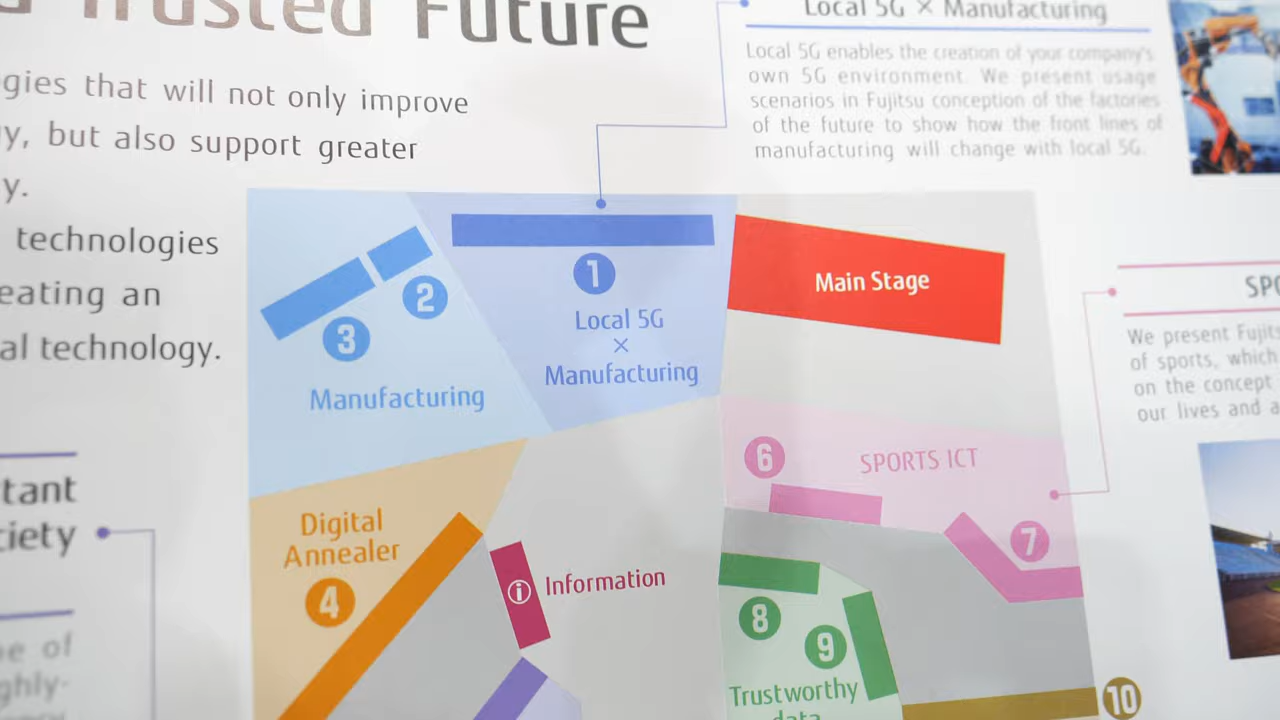 Trusted Future
gies that will not only improve
y, but also support greater
y.
technologies
eating an
al technology.
tant
iety
e of
ghly-
Local 5G × Manufacturing
Local 5G enables the creation of your company's
own 5G environment. We present usage
scenarios in Fujitsu conception of the factories
of the future to show how the front lines of
manufacturing will change with local 5G.
1
Local 5G
×
Manufacturing
2
3
Manufacturing
Main Stage
SPO
We present Fujits
of sports, which
on the concept
our lives and a
6
SPORTS ICT
7
Digital
Annealer
4
i
Information
8
9
Trustworthy
data
10